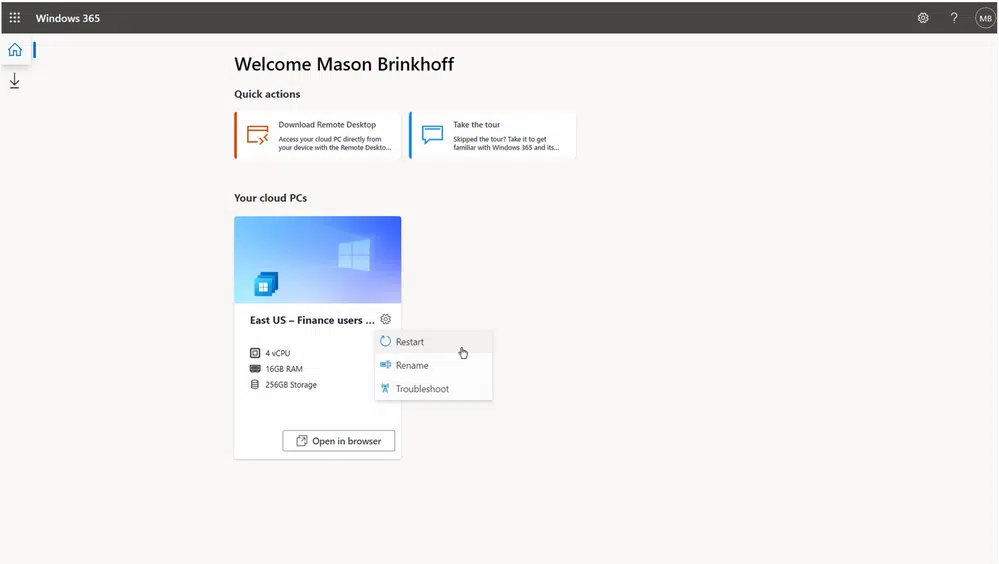 Windows 365
?
MB
Welcome Mason Brinkhoff
Quick actions
Download Remote Desktop
Access your cloud PC directly from
your device with the Remote Deskto...
Take the tour
Skipped the tour? Take it to get
familiar with Windows 365 and its...
Your cloud PCs
East US – Finance users ...
4 vCPU
16GB RAM
256GB Storage
Restart
Rename
Troubleshoot
Open in browser